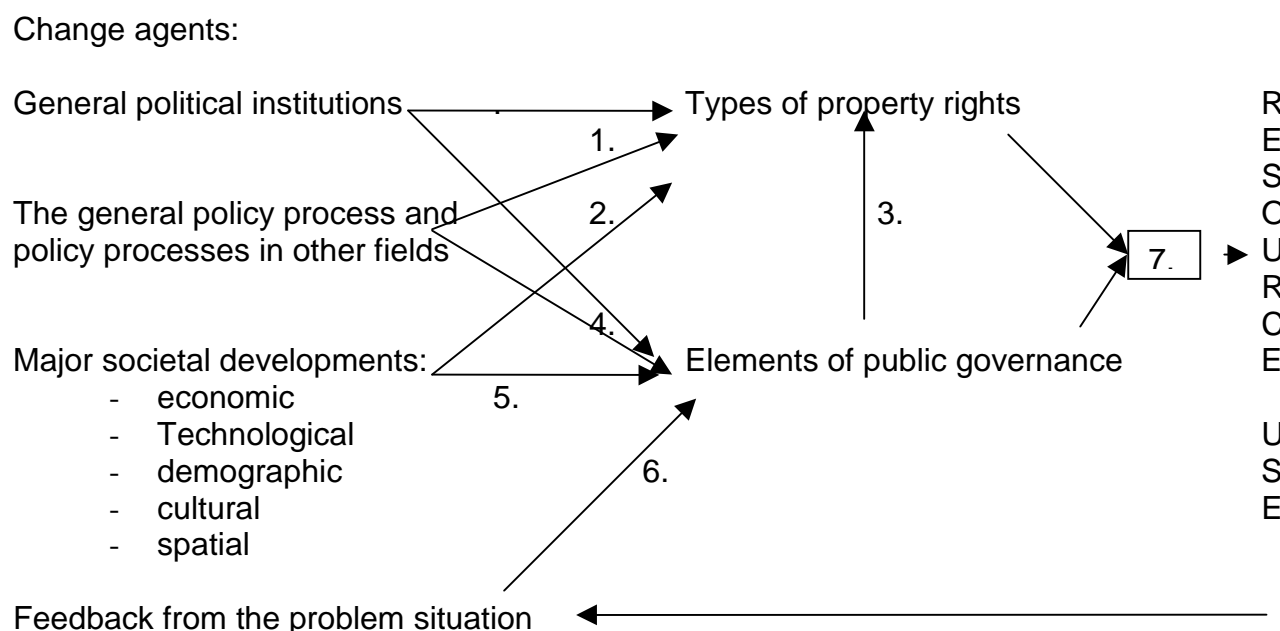 Change agents:
General political institutions
Types of property rights
1.
The general policy process and
policy processes in other fields
2.
3.
7.
4.
Major societal developments:
Elements of public governance
- economic
5.
- Technological
- demographic
6.
- cultural
- spatial
Feedback from the problem situation
R
E
S
O
U
R
C
E
U
S
E